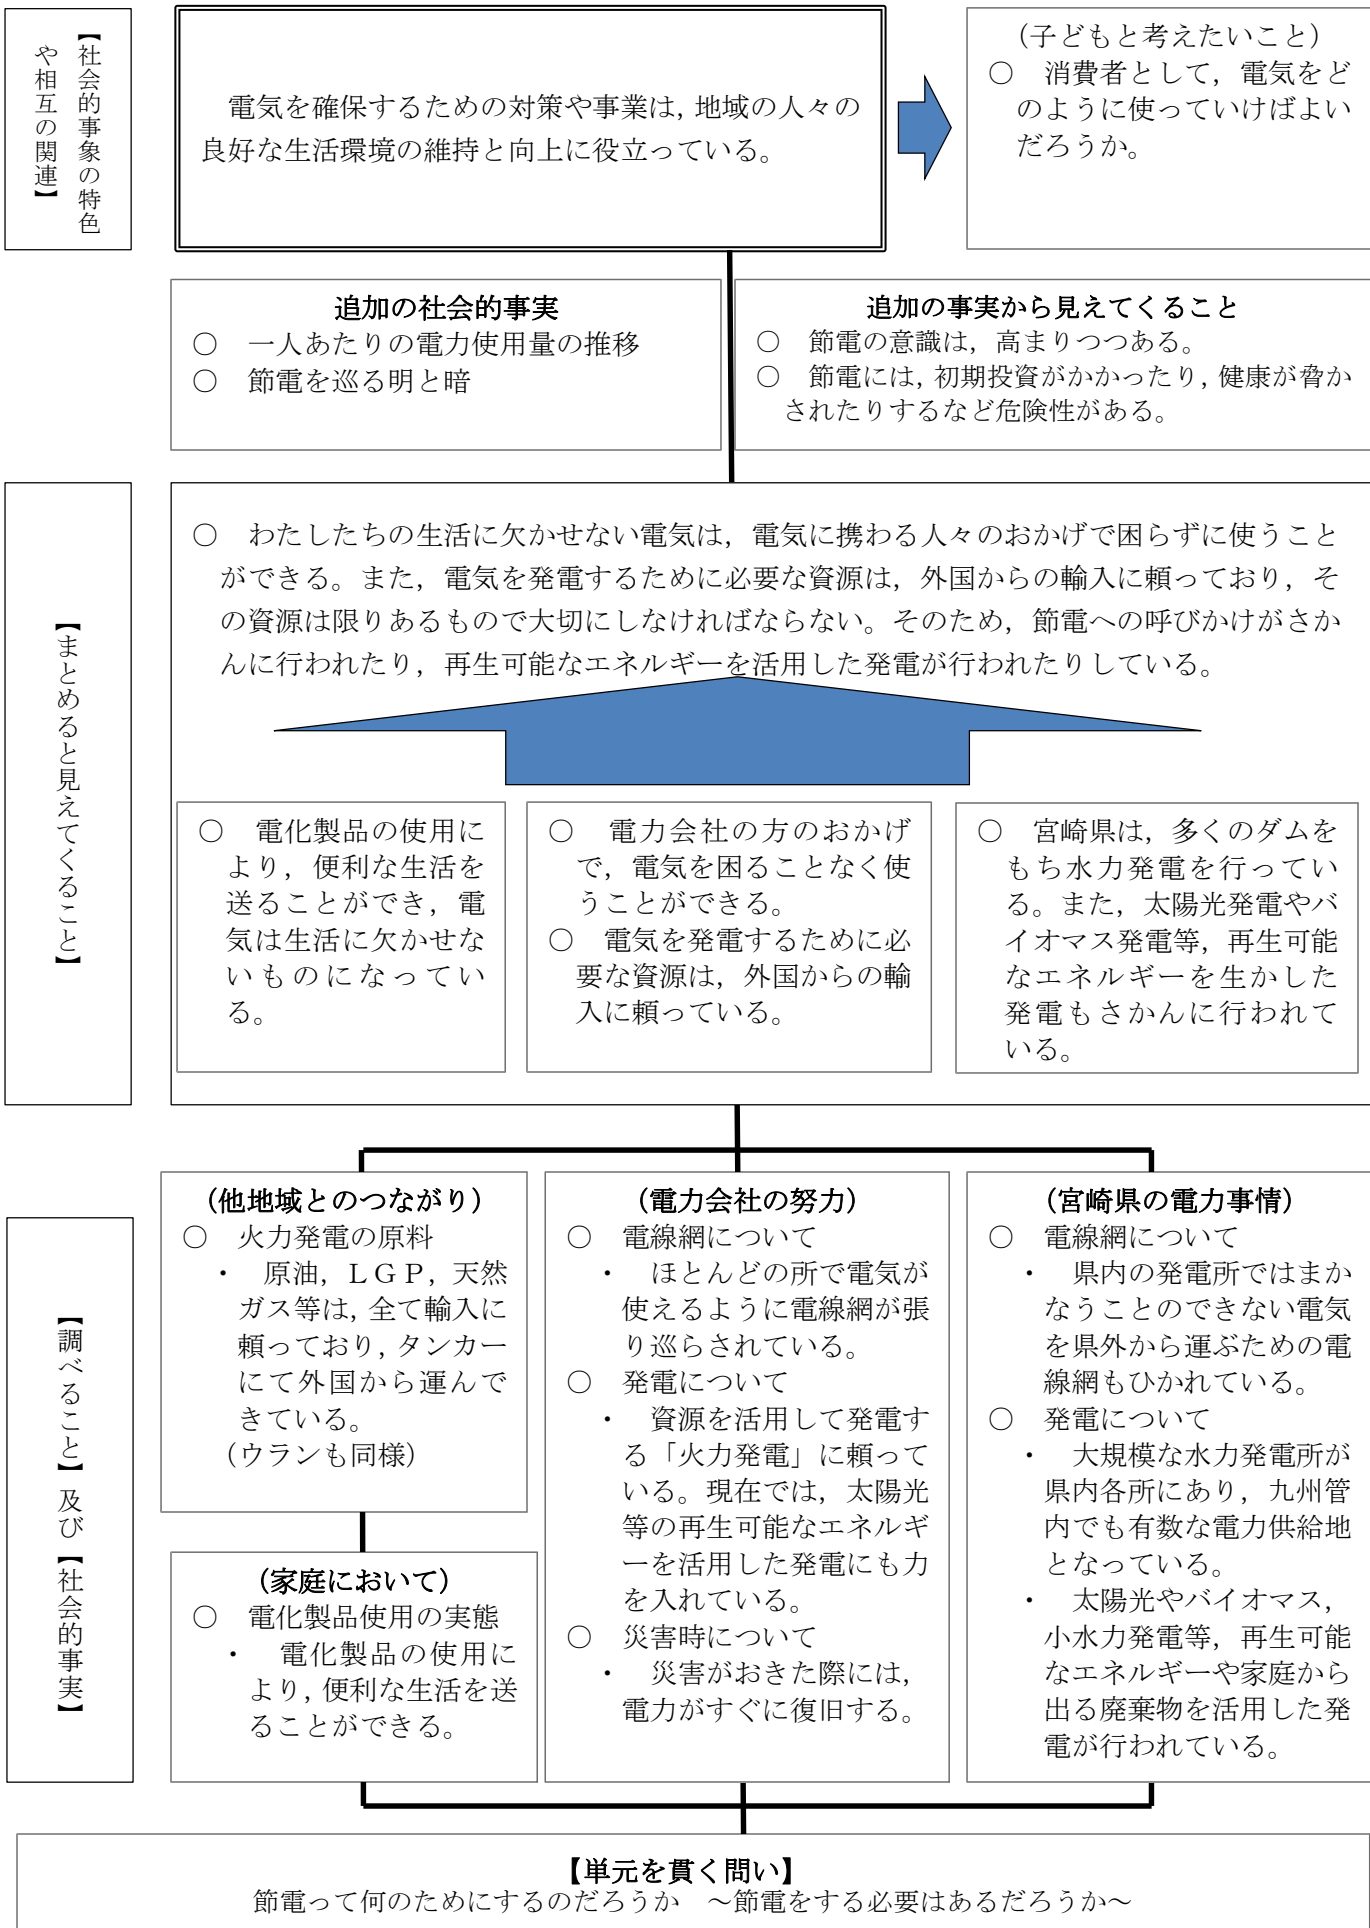 【社会的事象の特色
や相互の関連】
電気を確保するための対策や事業は，地域の人々の
良好な生活環境の維持と向上に役立っている。
（子どもと考えたいこと）
○　消費者として，電気をど
のように使っていけばよい
だろうか。
追加の社会的事実
○　一人あたりの電力使用量の推移
○　節電を巡る明と暗
追加の事実から見えてくること
○　節電の意識は，高まりつつある。
○　節電には，初期投資がかかったり，健康が脅か
されたりするなど危険性がある。
【まとめると見えてくること】
○　わたしたちの生活に欠かせない電気は，電気に携わる人々のおかげで困らずに使うこと
ができる。また，電気を発電するために必要な資源は，外国からの輸入に頼っており，そ
の資源は限りあるもので大切にしなければならない。そのため，節電への呼びかけがさか
んに行われたり，再生可能なエネルギーを活用した発電が行われたりしている。
○　電化製品の使用に
より，便利な生活を
送ることができ，電
気は生活に欠かせな
いものになってい
る。
○　電力会社の方のおかげ
で，電気を困ることなく使
うことができる。
○　電気を発電するために必
要な資源は，外国からの輸
入に頼っている。
○　宮崎県は，多くのダムを
もち水力発電を行ってい
る。また，太陽光発電やバ
イオマス発電等，再生可能
なエネルギーを生かした
発電もさかんに行われて
いる。
【調べること】及び【社会的事実】
（他地域とのつながり）
○　火力発電の原料
・　原油，ＬＧＰ，天然
ガス等は，全て輸入に
頼っており，タンカー
にて外国から運んで
きている。
（ウランも同様）
（家庭において）
○　電化製品使用の実態
・　電化製品の使用に
より，便利な生活を送
ることができる。
（電力会社の努力）
○　電線網について
・　ほとんどの所で電気が
使えるように電線網が張
り巡らされている。
○　発電について
・　資源を活用して発電す
る「火力発電」に頼って
いる。現在では，太陽光
等の再生可能なエネルギ
ーを活用した発電にも力
を入れている。
○　災害時について
・　災害がおきた際には，
電力がすぐに復旧する。
（宮崎県の電力事情）
○　電線網について
・　県内の発電所ではまか
なうことのできない電気
を県外から運ぶための電
線網もひかれている。
○　発電について
・　大規模な水力発電所が
県内各所にあり，九州管
内でも有数な電力供給地
となっている。
・　太陽光やバイオマス，
小水力発電等，再生可能
なエネルギーや家庭から
出る廃棄物を活用した発
電が行われている。
【単元を貫く問い】
節電って何のためにするのだろうか　～節電をする必要はあるだろうか～